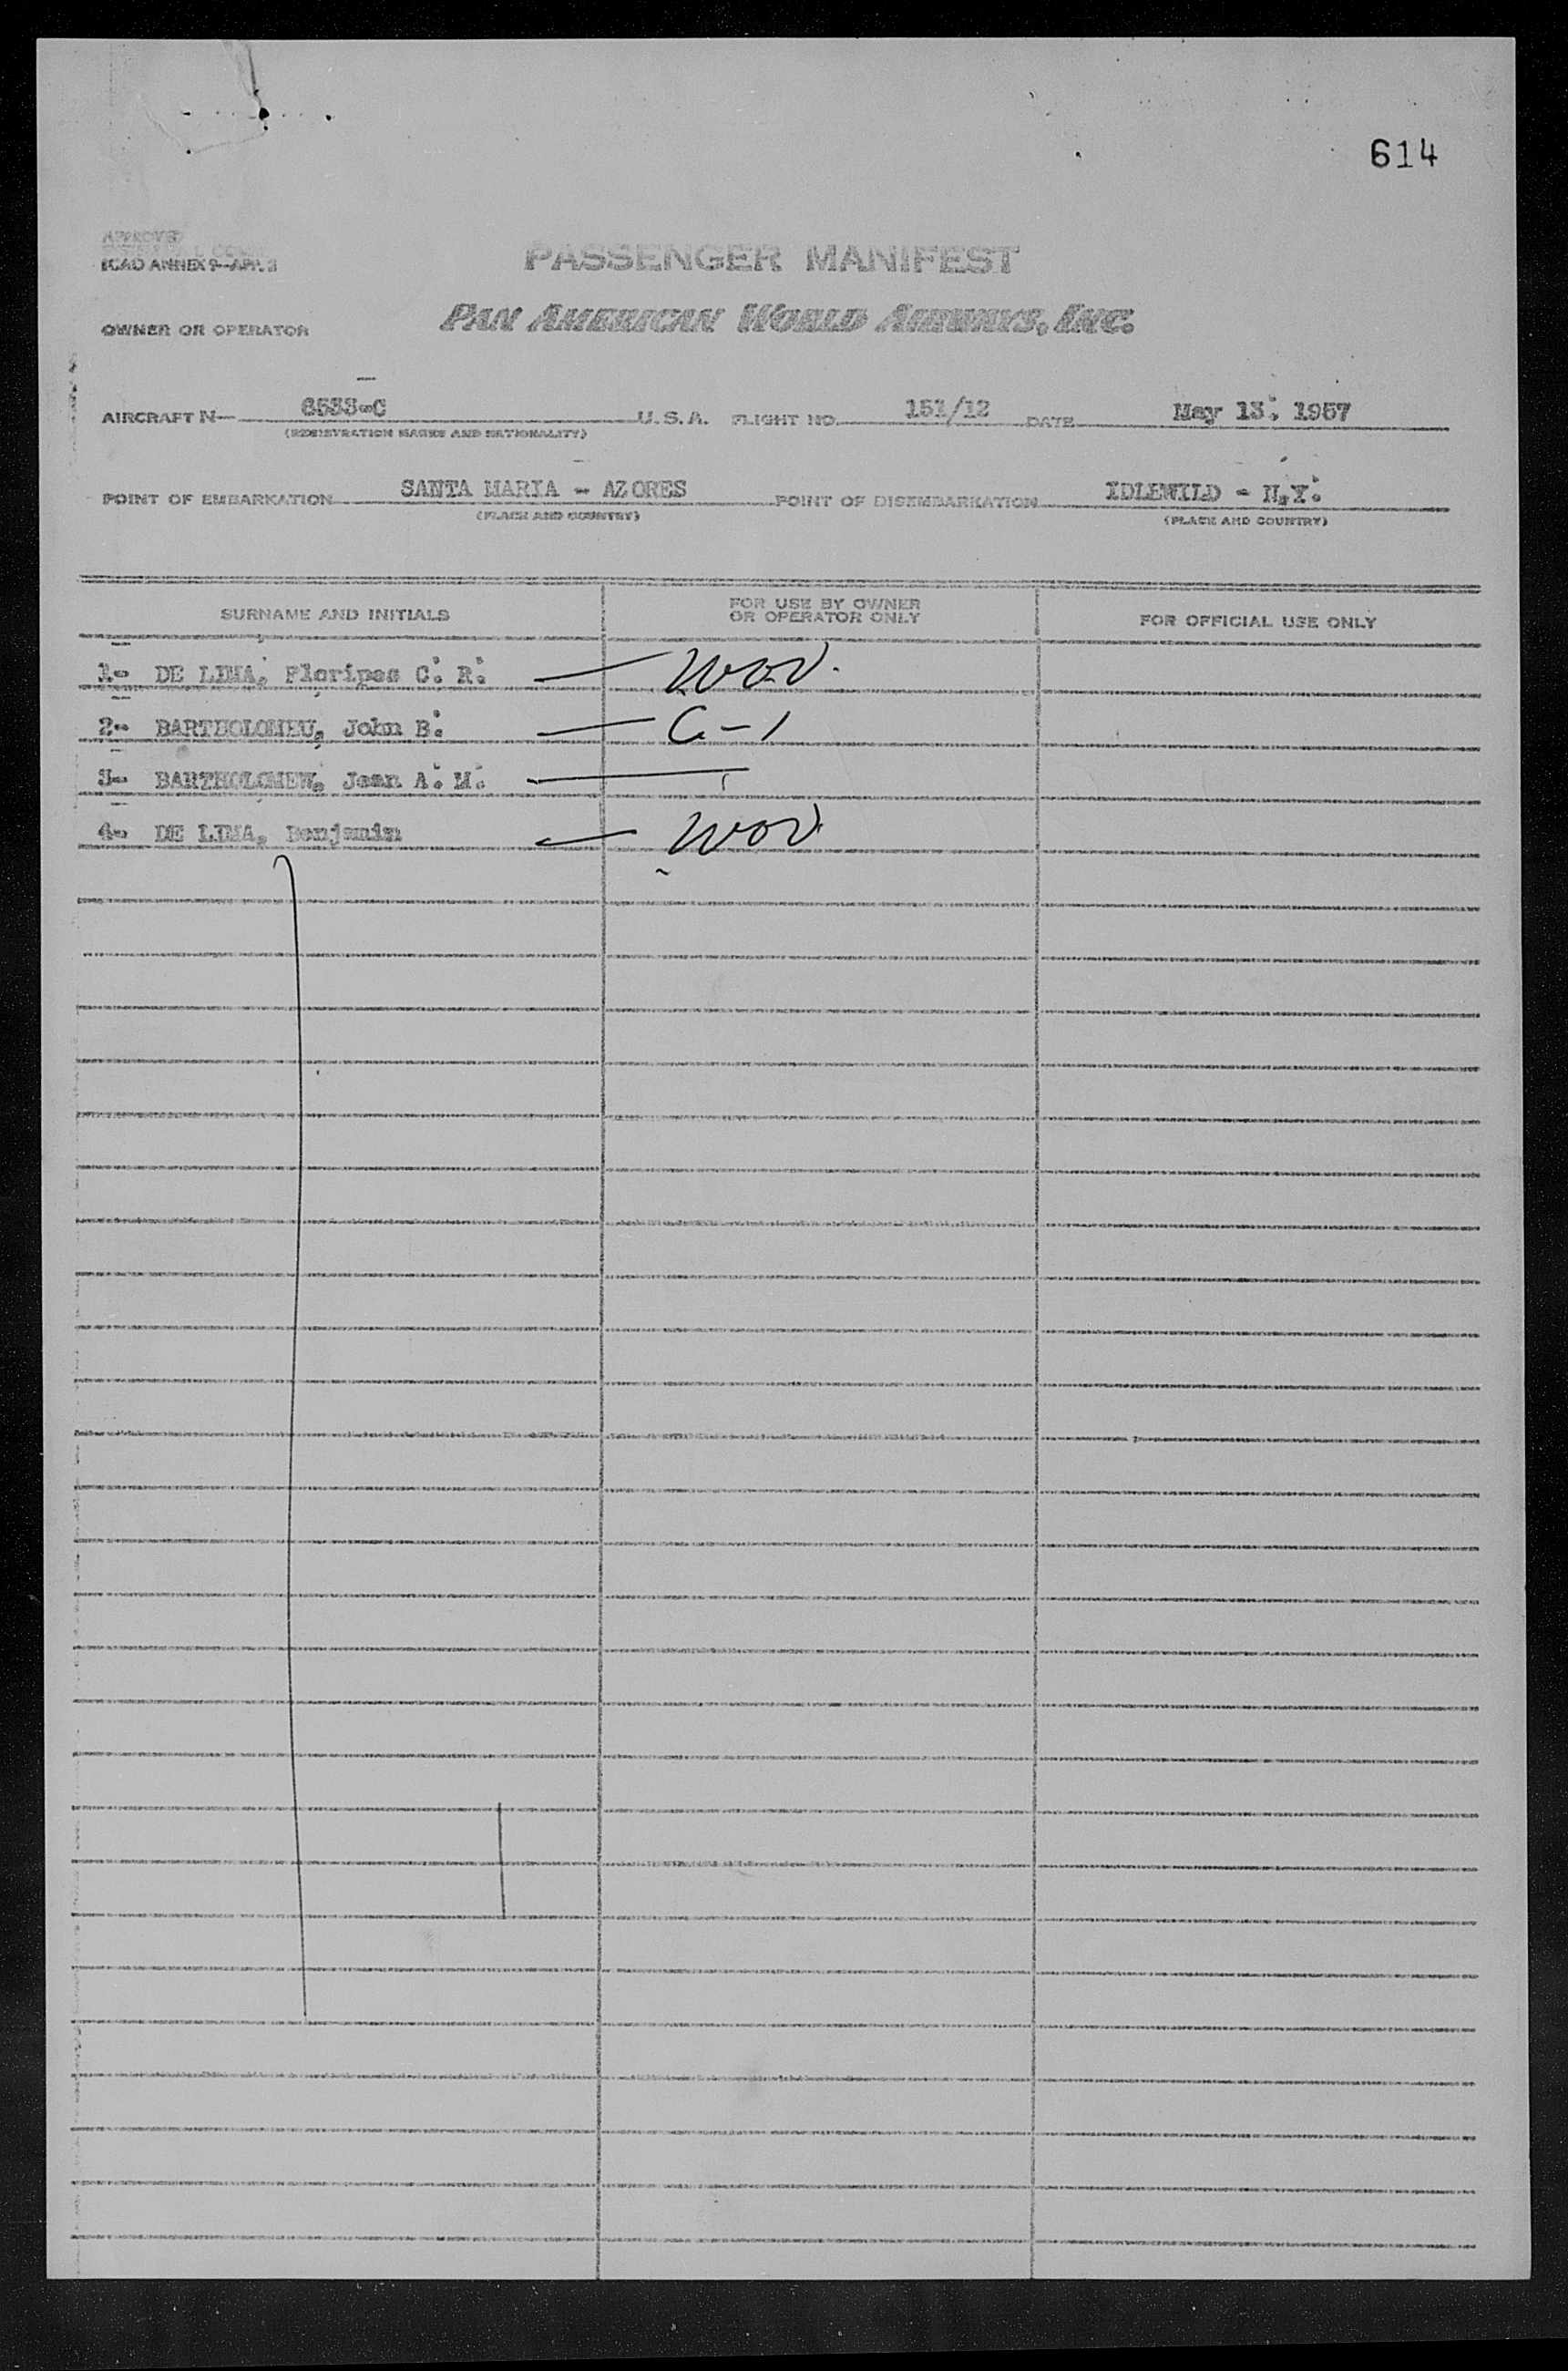 614
APPROVED
ICAO ANNEX 9—APP. 3
PASSENGER MANIFEST
OWNER OR OPERATOR PAN AMERICAN WORLD AIRWAYS, INC.
AIRCRAFT N— 6533-C U.S.A. FLIGHT NO. 151/12 DATE May 13. 1957
(REGISTRATION MARKS AND NATIONALITY)
POINT OF EMBARKATION SANTA MARIA - AZORES POINT OF DISEMBARKATION IDLEWILD - N.Y.
(PLACE AND COUNTRY) (PLACE AND COUNTRY)
SURNAME AND INITIALS FOR USE BY OWNER OR OPERATOR ONLY FOR OFFICIAL USE ONLY
1- DE LIMA, Floripes C. R. — WOV.
2- BARTHOLOMEU, John B. — G-1
3- BARTHOLOMEW, Jean A. M. —
4- DE LIMA, Benjamin — WOV